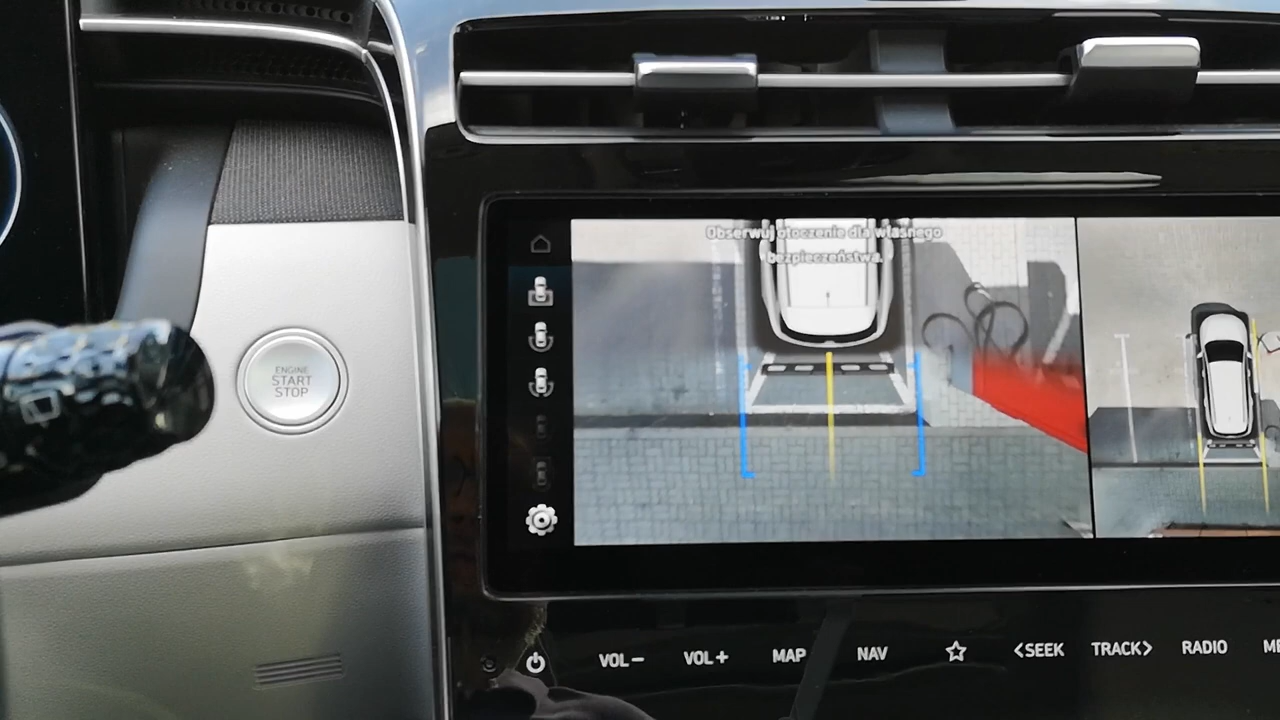 Obserwuj otoczenie dla własnego
bezpieczeństwa.
ENGINE
START
STOP
VOL−
VOL+
MAP
NAV
<SEEK
TRACK>
RADIO